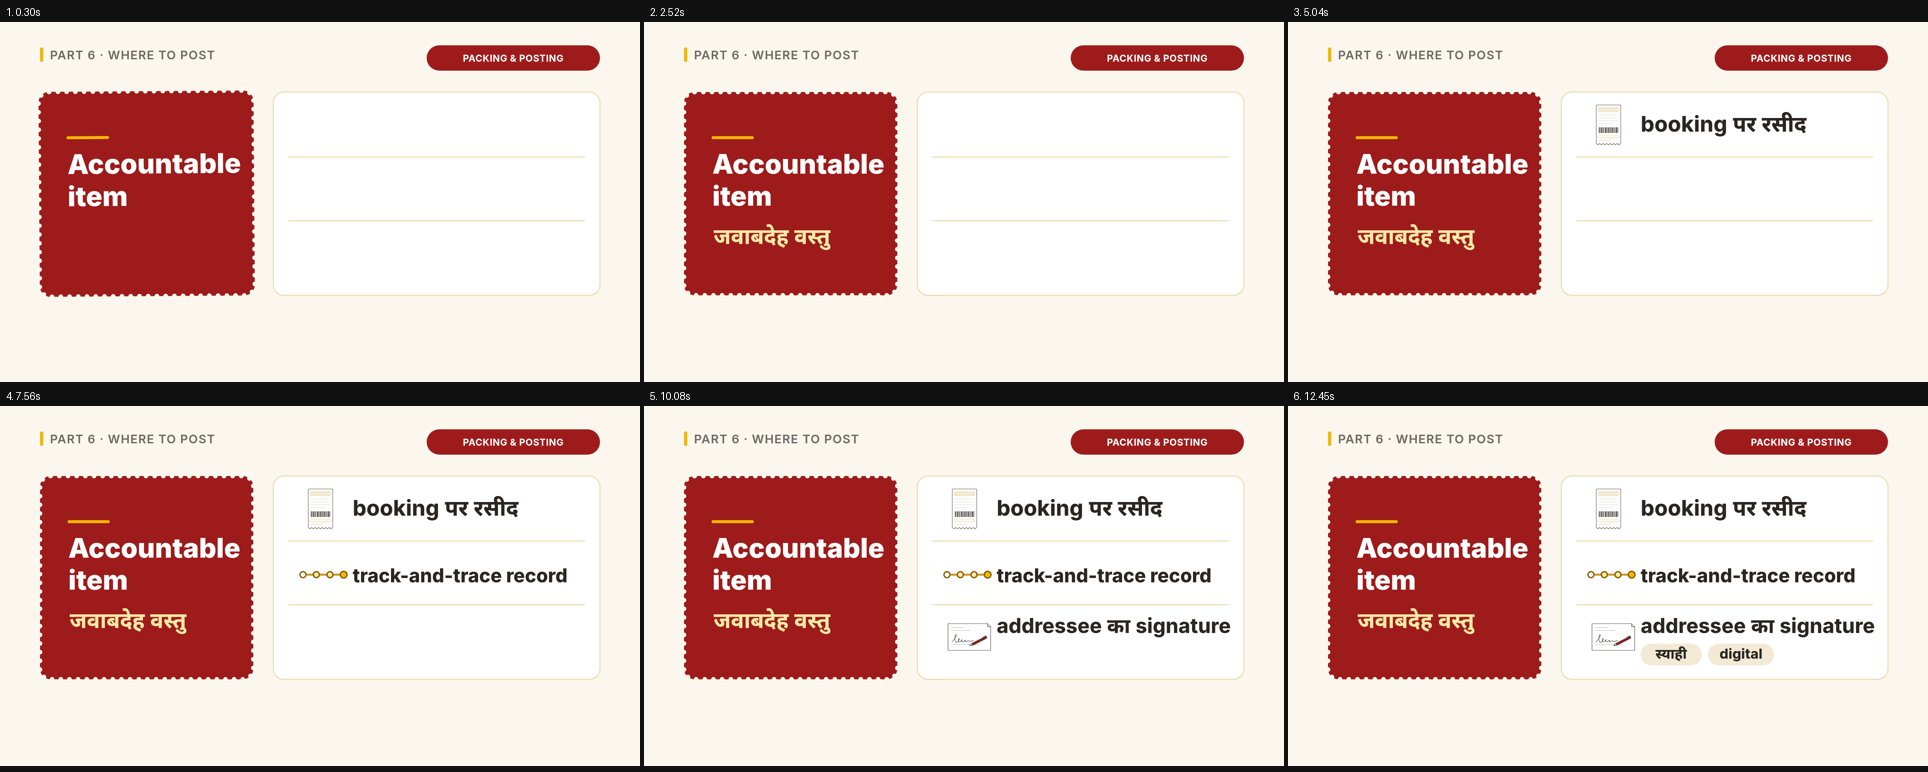 1. 0.30s
PART 6 · WHERE TO POST
PACKING & POSTING
Accountable
item
2. 2.52s
PART 6 · WHERE TO POST
PACKING & POSTING
Accountable
item
जवाबदेह वस्तु
3. 5.04s
PART 6 · WHERE TO POST
PACKING & POSTING
Accountable
item
जवाबदेह वस्तु
booking पर रसीद
4. 7.56s
PART 6 · WHERE TO POST
PACKING & POSTING
Accountable
item
जवाबदेह वस्तु
booking पर रसीद
track-and-trace record
5. 10.08s
PART 6 · WHERE TO POST
PACKING & POSTING
Accountable
item
जवाबदेह वस्तु
booking पर रसीद
track-and-trace record
addressee का signature
6. 12.45s
PART 6 · WHERE TO POST
PACKING & POSTING
Accountable
item
जवाबदेह वस्तु
booking पर रसीद
track-and-trace record
addressee का signature
स्याही digital